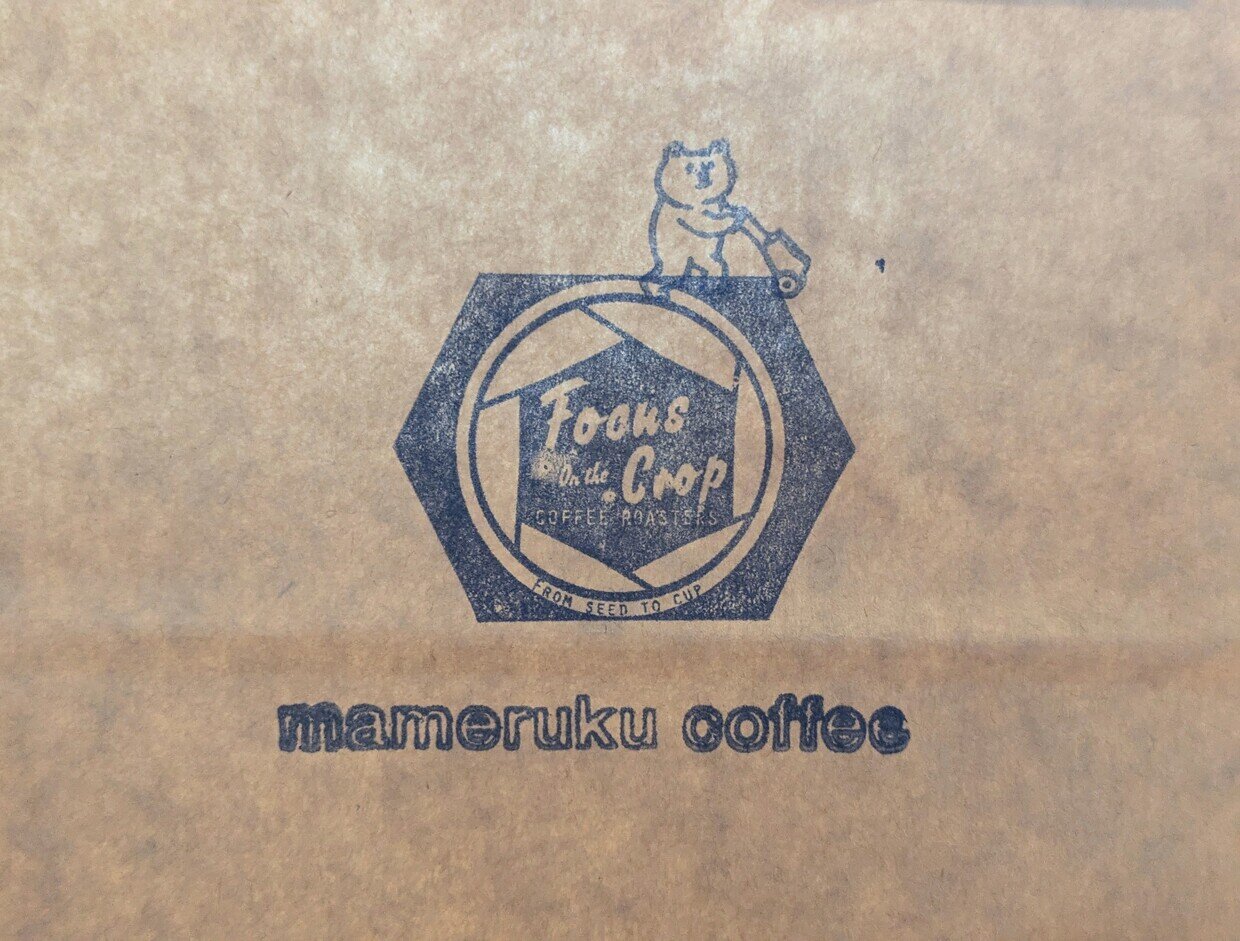 Focus
On the Crop
COFFEE ROASTERS
FROM SEED TO CUP
mameruku coffee